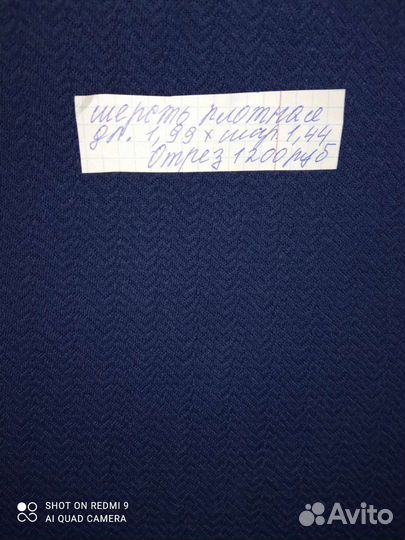 шерсть плотная
дл. 1,99 х шир. 1,44
Отрез 1200 руб
SHOT ON REDMI 9
AI QUAD CAMERA
Avito